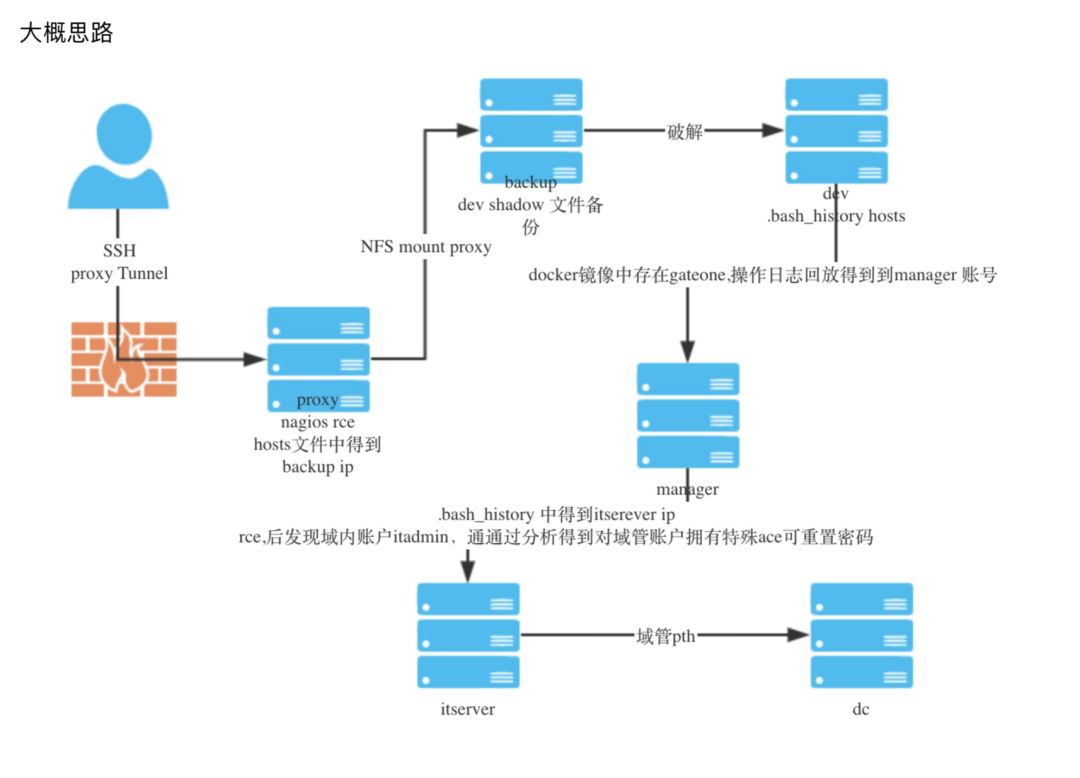 大概思路
SSH
proxy Tunnel
proxy
nagios rce
hosts文件中得到
backup ip
NFS mount proxy
backup
dev shadow 文件备
份
破解
dev
.bash_history hosts
docker镜像中存在gateone,操作日志回放得到到manager 账号
manager
.bash_history 中得到itserever ip
rce,后发现域内账户itadmin，通通过分析得到对域管账户拥有特殊ace可重置密码
itserver
域管pth
dc